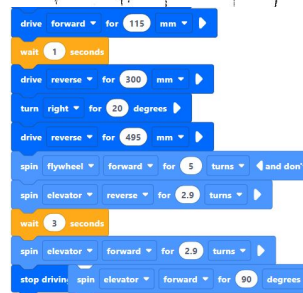 drive forward for 115 mm
wait 1 seconds
drive reverse for 300 mm
turn right for 20 degrees
drive reverse for 495 mm
spin flywheel forward for 5 turns and don'
spin elevator reverse for 2.9 turns
wait 3 seconds
spin elevator forward for 2.9 turns
stop drivin spin elevator forward for 90 degrees